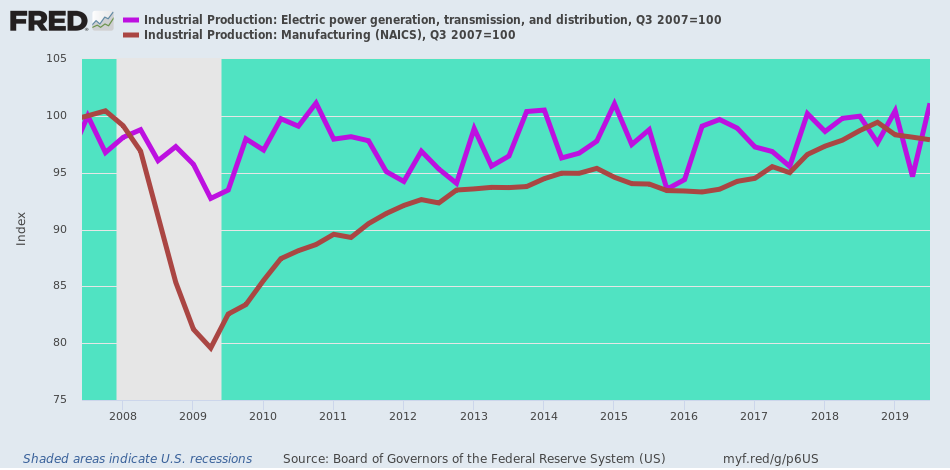 FRED
Industrial Production: Electric power generation, transmission, and distribution, Q3 2007=100
Industrial Production: Manufacturing (NAICS), Q3 2007=100
105
100
95
90
85
80
75
Index
2008 2009 2010 2011 2012 2013 2014 2015 2016 2017 2018 2019
Shaded areas indicate U.S. recessions Source: Board of Governors of the Federal Reserve System (US) myf.red/g/p6US